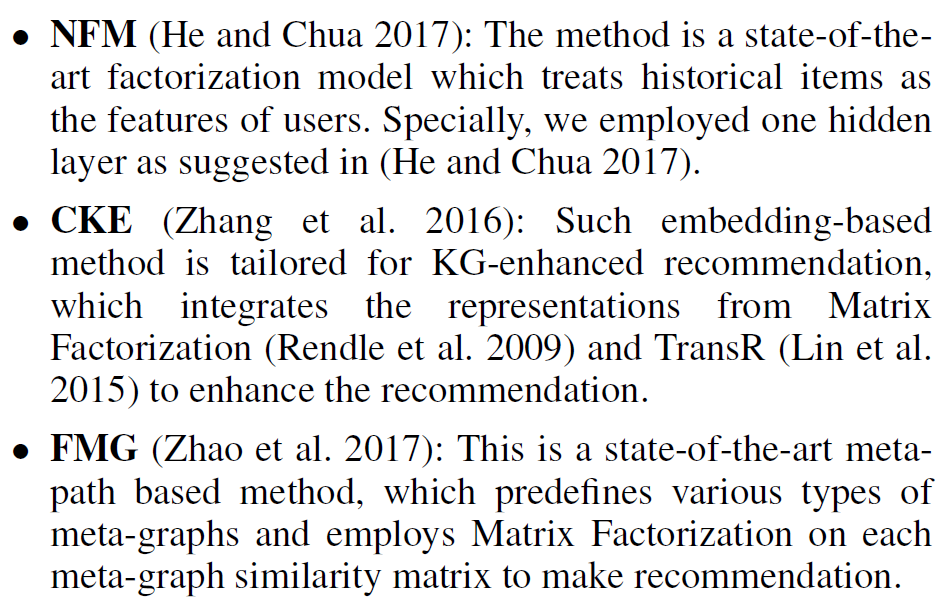 • NFM (He and Chua 2017): The method is a state-of-the-
art factorization model which treats historical items as
the features of users. Specially, we employed one hidden
layer as suggested in (He and Chua 2017).
• CKE (Zhang et al. 2016): Such embedding-based
method is tailored for KG-enhanced recommendation,
which integrates the representations from Matrix
Factorization (Rendle et al. 2009) and TransR (Lin et al.
2015) to enhance the recommendation.
• FMG (Zhao et al. 2017): This is a state-of-the-art meta-
path based method, which predefines various types of
meta-graphs and employs Matrix Factorization on each
meta-graph similarity matrix to make recommendation.